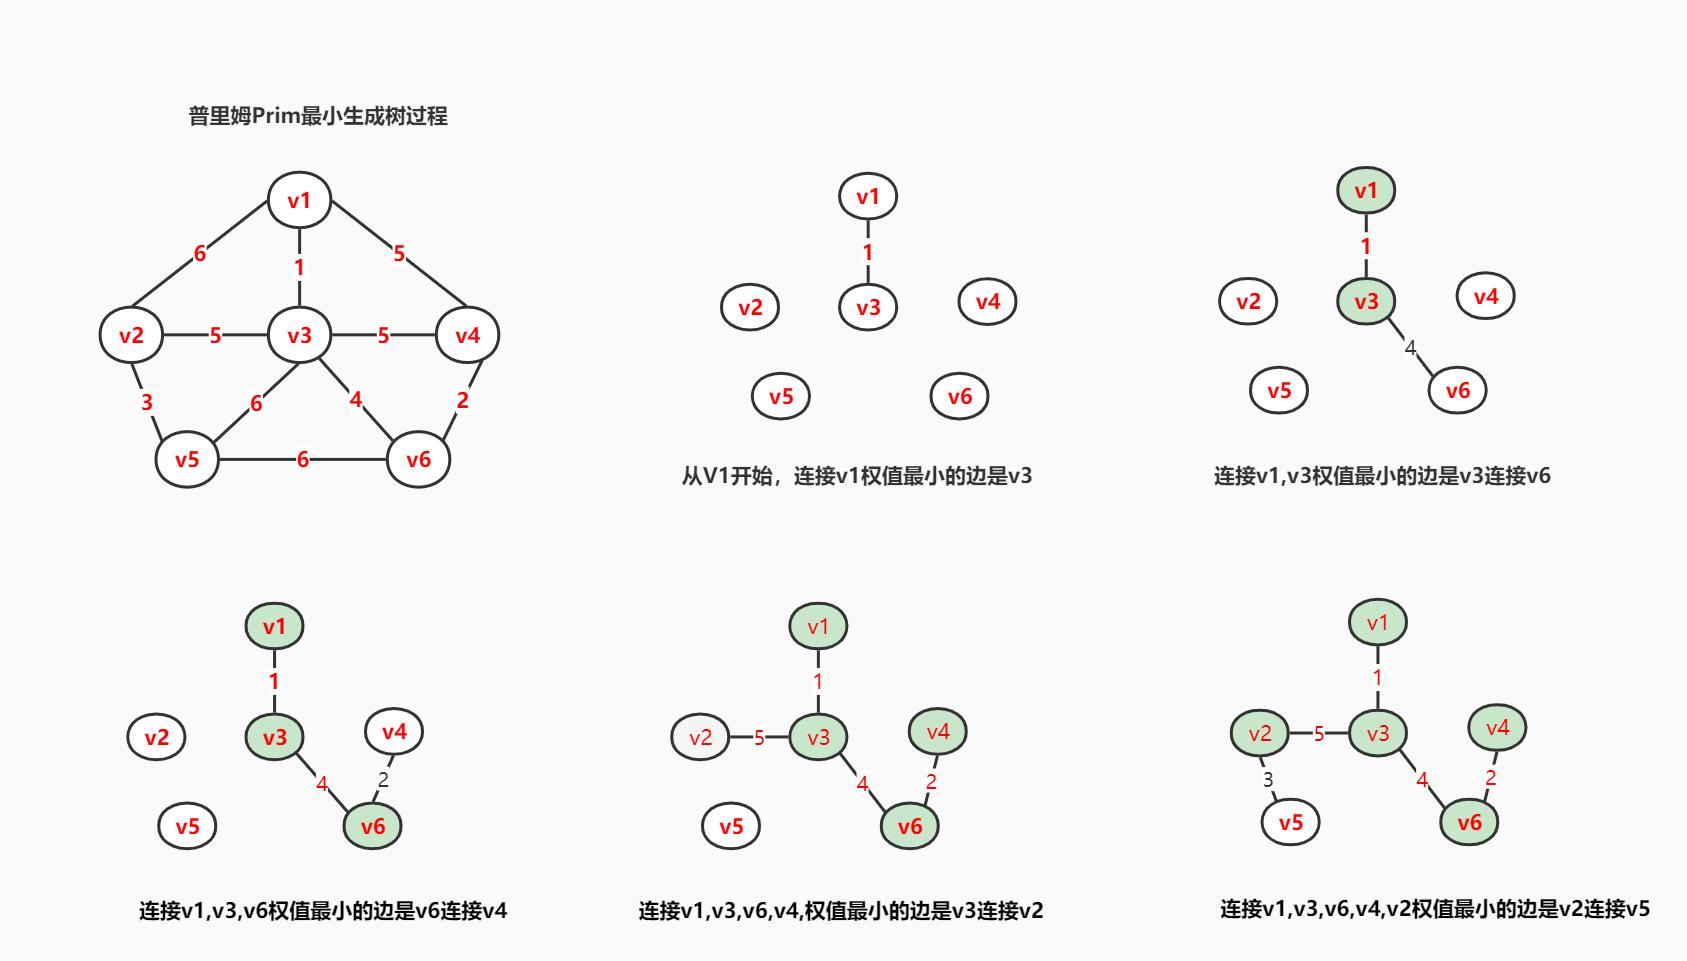 普里姆Prim最小生成树过程
v1
6
5
1
v2
5
v3
5
v4
3
6
4
2
v5
6
v6
v1
1
v2
v3
v4
v5
v6
从V1开始，连接v1权值最小的边是v3
v1
1
v2
v3
v4
4
v5
v6
连接v1,v3权值最小的边是v3连接v6
v1
1
v2
v3
v4
4
2
v5
v6
连接v1,v3,v6权值最小的边是v6连接v4
v1
1
v2
5
v3
v4
4
2
v5
v6
连接v1,v3,v6,v4,权值最小的边是v3连接v2
v1
1
v2
5
v3
v4
3
4
2
v5
v6
连接v1,v3,v6,v4,v2权值最小的边是v2连接v5